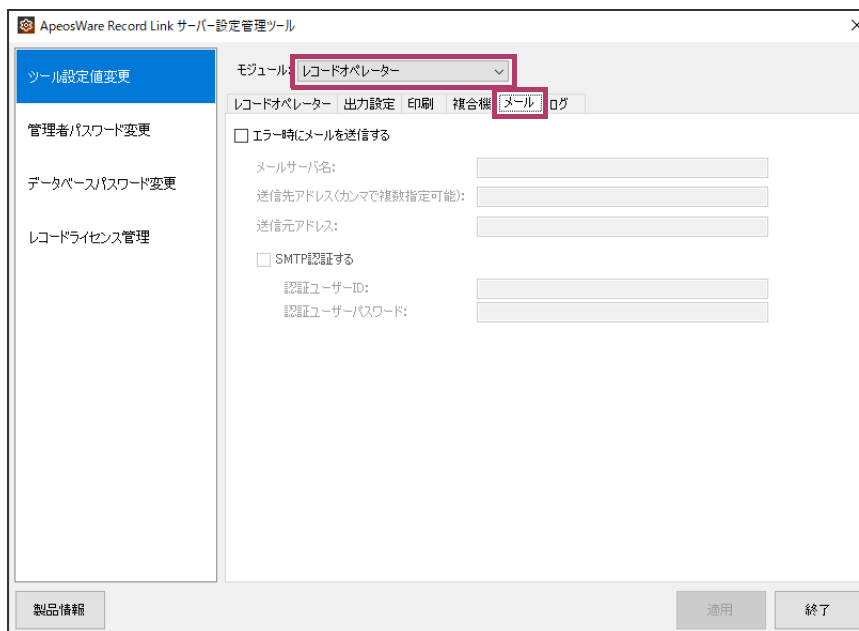 ApeosWare Record Link サーバー設定管理ツール
ツール設定値変更
管理者パスワード変更
データベースパスワード変更
レコードライセンス管理
モジュール: レコードオペレーター
レコードオペレーター 出力設定 印刷 複合機 メール ログ
エラー時にメールを送信する
メールサーバ名:
送信先アドレス(カンマで複数指定可能):
送信元アドレス:
SMTP認証する
認証ユーザーID:
認証ユーザーパスワード:
製品情報 適用 終了